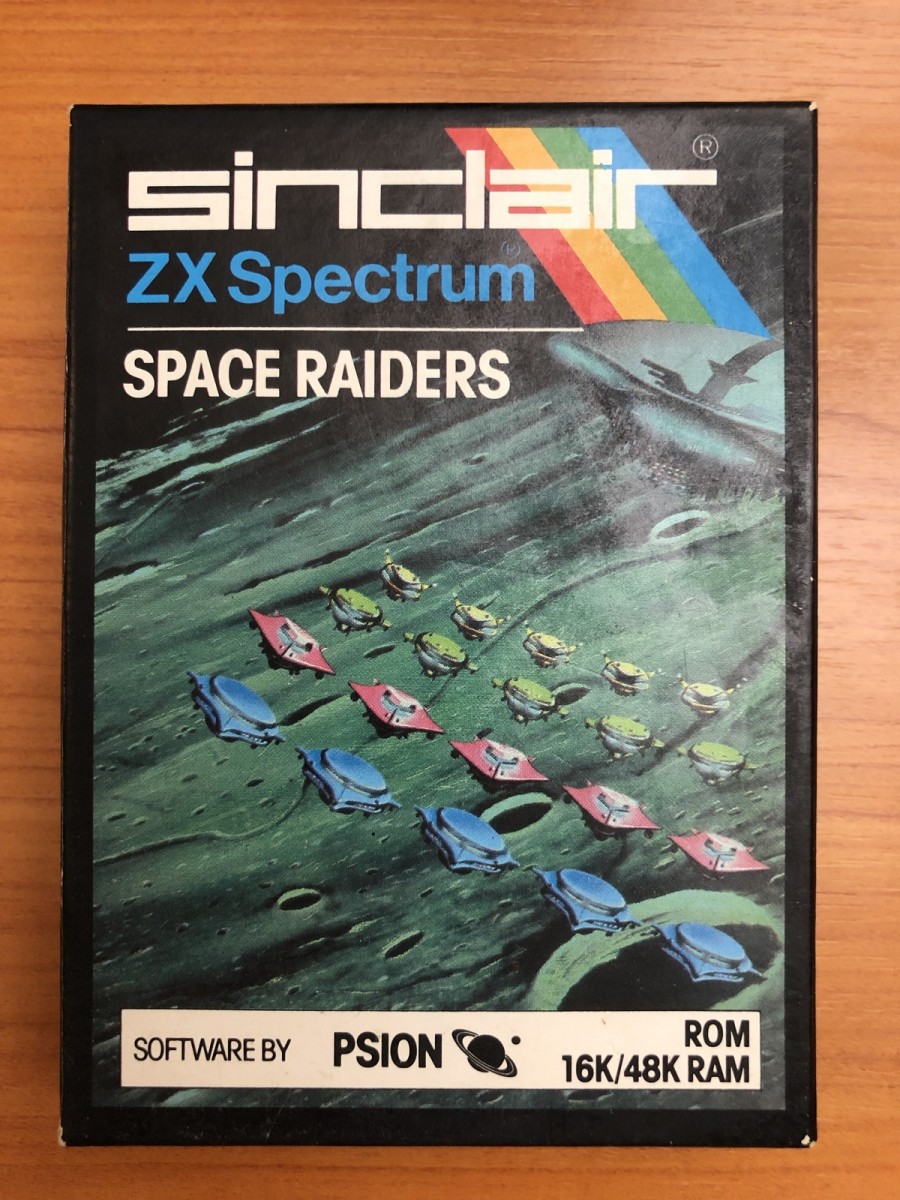 sinclair ®
ZX Spectrum ®
SPACE RAIDERS
SOFTWARE BY PSION
ROM
16K/48K RAM